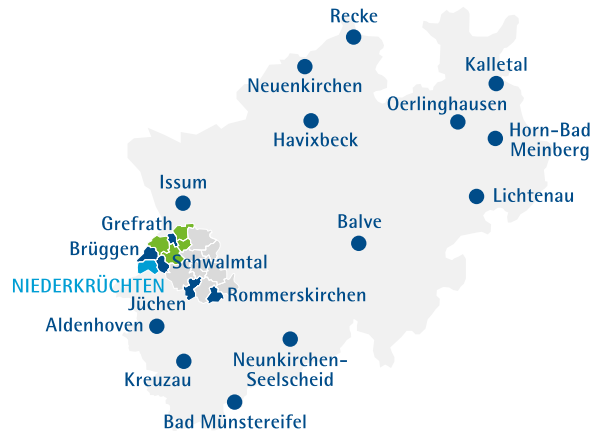 Recke
Kalletal
Neuenkirchen
Oerlinghausen
Horn-Bad
Meinberg
Havixbeck
Issum
Lichtenau
Grefrath
Balve
Brüggen
Schwalmtal
NIEDERKRÜCHTEN
Jüchen
Rommerskirchen
Aldenhoven
Neunkirchen-
Seelscheid
Kreuzau
Bad Münstereifel